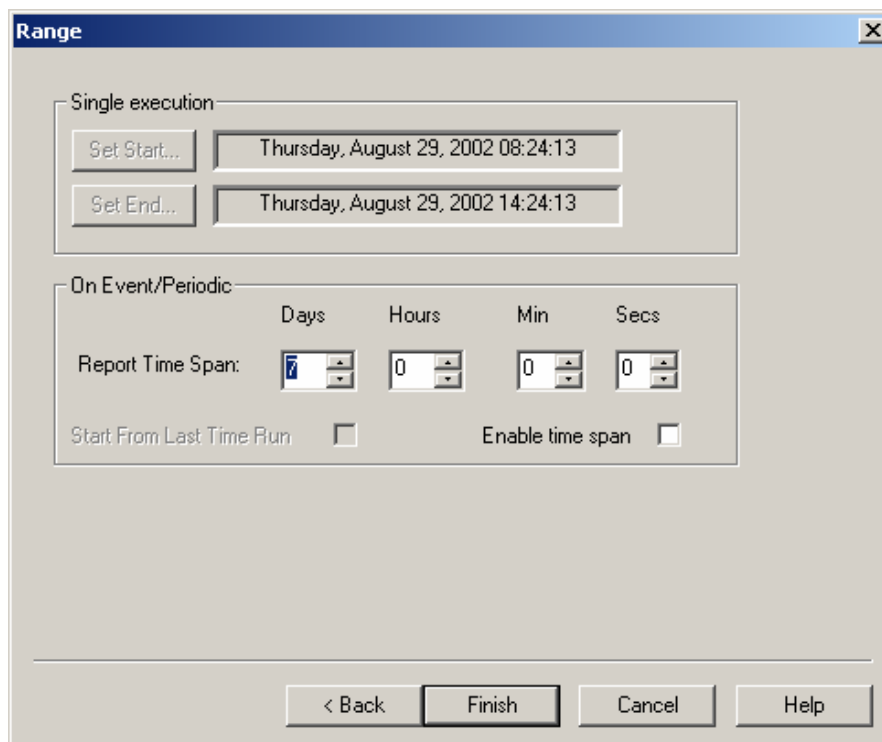 Range
Single execution
Set Start...
Thursday, August 29, 2002 08:24:13
Set End...
Thursday, August 29, 2002 14:24:13
On Event/Periodic
Days Hours Min Secs
Report Time Span: 7 0 0 0
Start From Last Time Run Enable time span
< Back Finish Cancel Help